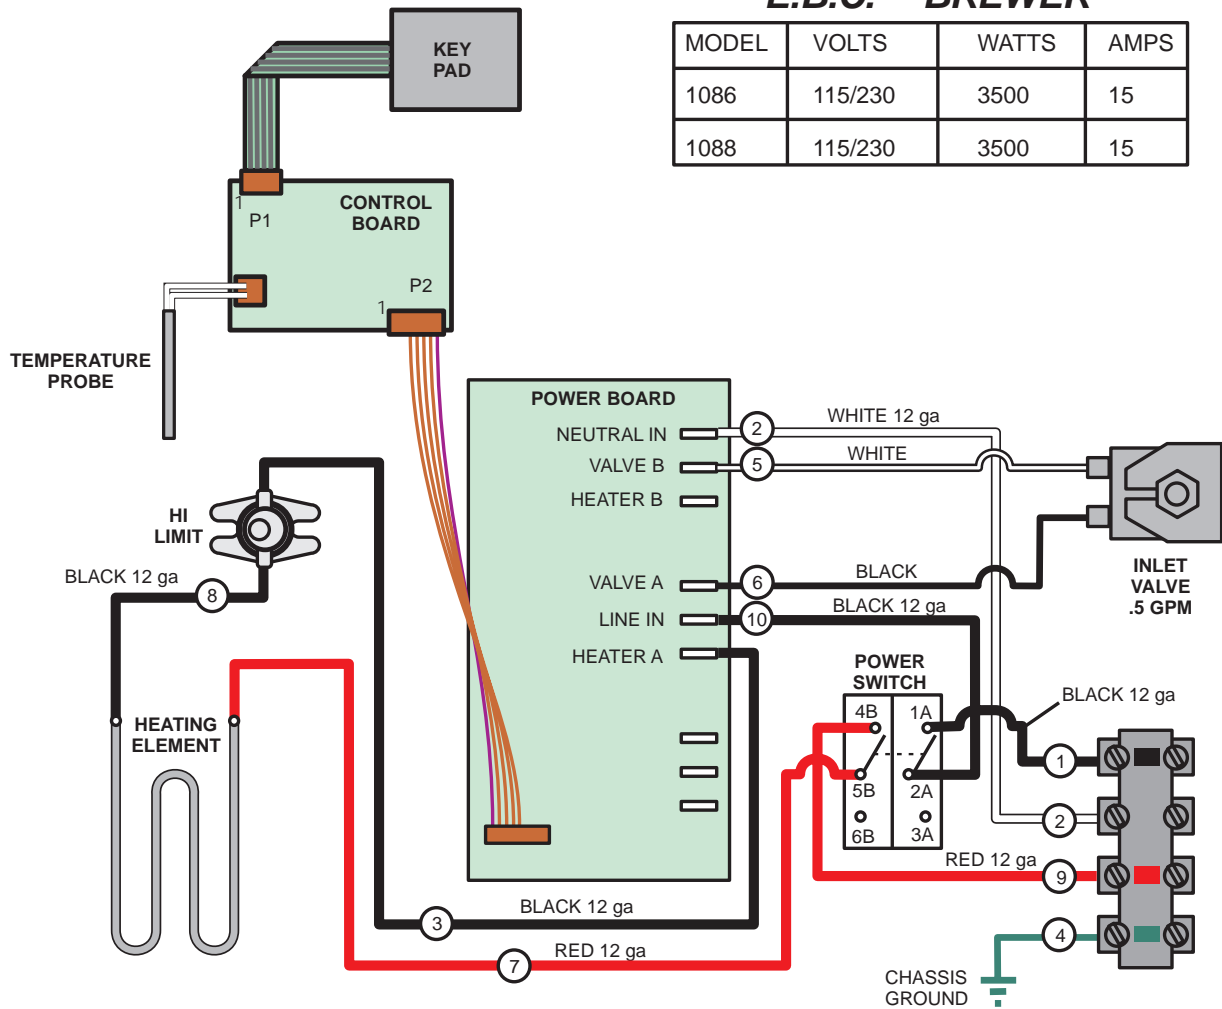 KEY
PAD
MODEL VOLTS WATTS AMPS
1086 115/230 3500 15
1088 115/230 3500 15
1
P1
CONTROL
BOARD
P2
1
TEMPERATURE
PROBE
POWER BOARD
NEUTRAL IN
VALVE B
HEATER B
VALVE A
LINE IN
HEATER A
2
WHITE 12 ga
5
WHITE
6
BLACK
10
BLACK 12 ga
INLET
VALVE
.5 GPM
HI
LIMIT
BLACK 12 ga
8
HEATING
ELEMENT
POWER
SWITCH
4B 1A
5B 2A
6B 3A
BLACK 12 ga
1
2
RED 12 ga
9
4
CHASSIS
GROUND
BLACK 12 ga
3
RED 12 ga
7